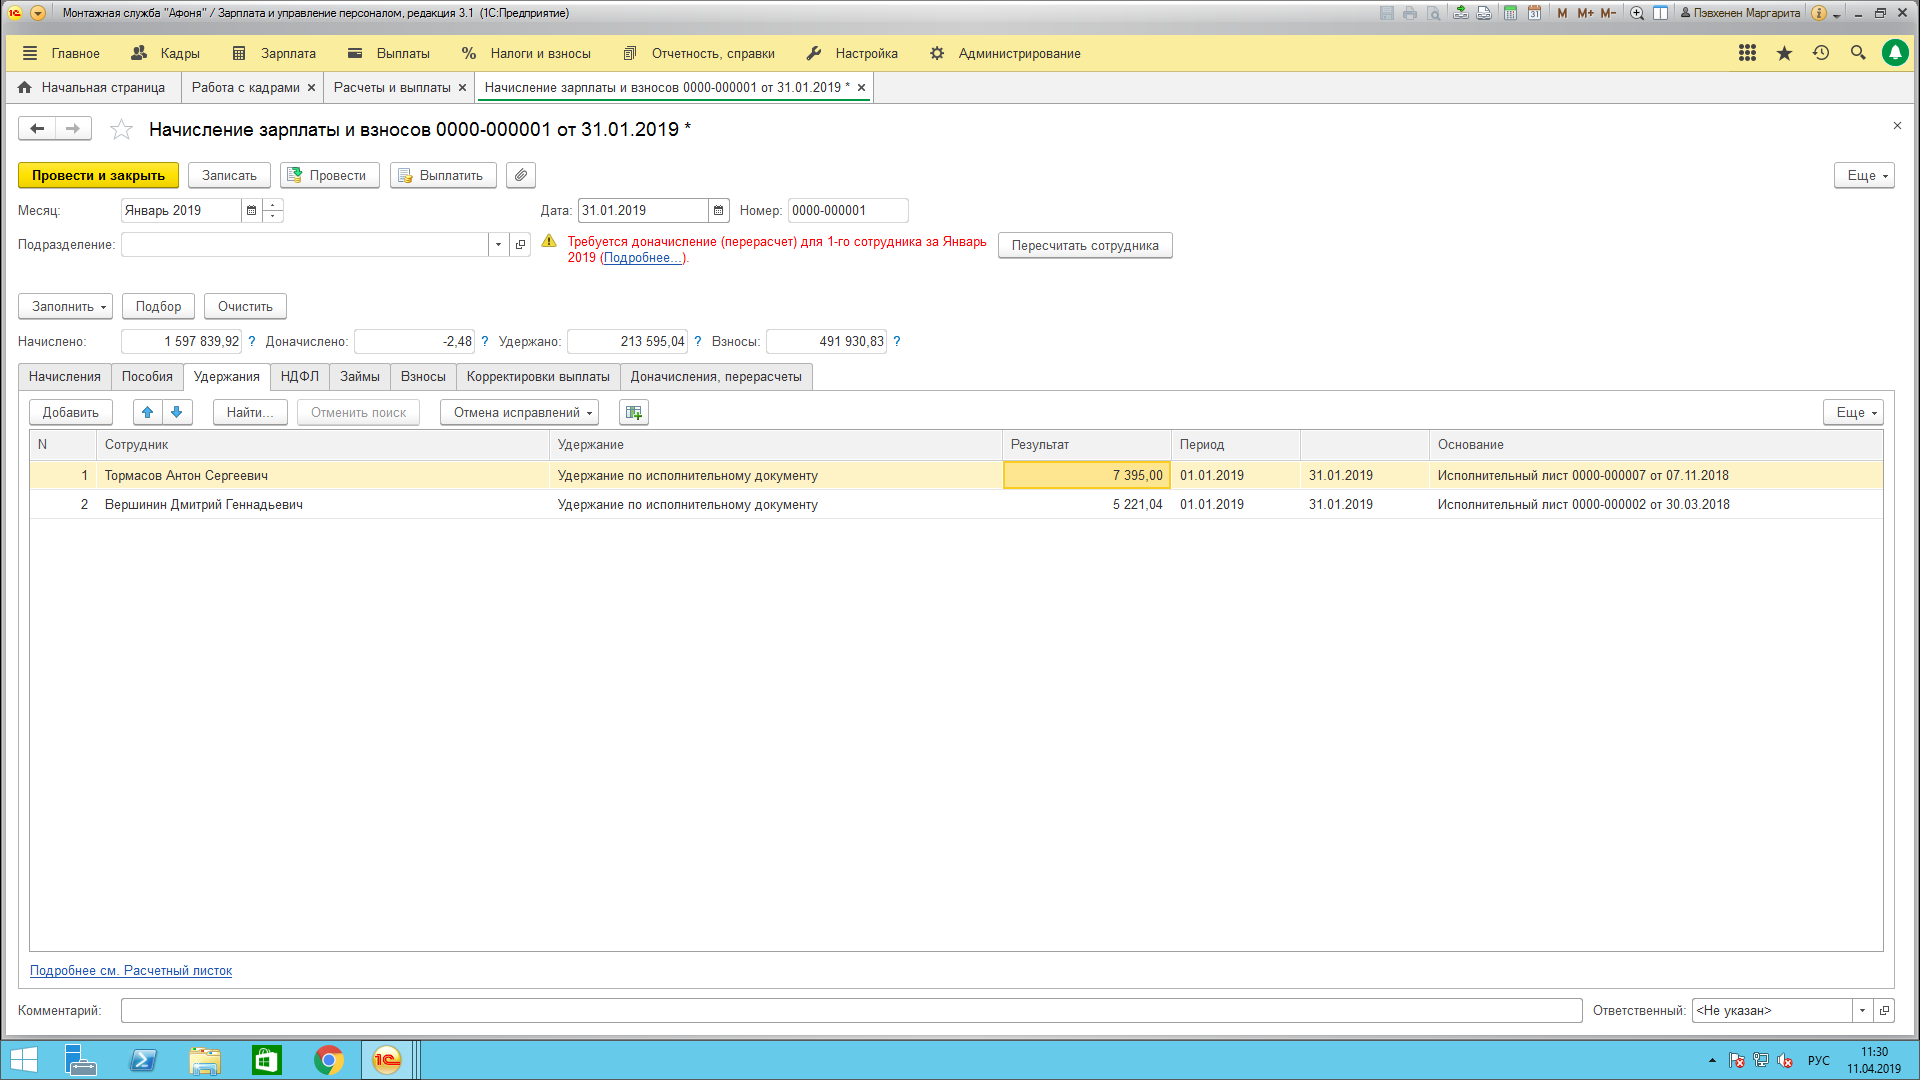 Монтажная служба "Афоня" / Зарплата и управление персоналом, редакция 3.1 (1С:Предприятие)
M M+ M- Пэвхенен Маргарита
Главное Кадры Зарплата Выплаты % Налоги и взносы Отчетность, справки Настройка Администрирование
Начальная страница Работа с кадрами × Расчеты и выплаты × Начисление зарплаты и взносов 0000-000001 от 31.01.2019 * ×
Начисление зарплаты и взносов 0000-000001 от 31.01.2019 *
Провести и закрыть Записать Провести Выплатить Еще
Месяц: Январь 2019 Дата: 31.01.2019 Номер: 0000-000001
Подразделение: Требуется доначисление (перерасчет) для 1-го сотрудника за Январь
2019 (Подробнее...). Пересчитать сотрудника
Заполнить Подбор Очистить
Начислено: 1 597 839,92 ? Доначислено: -2,48 ? Удержано: 213 595,04 ? Взносы: 491 930,83 ?
Начисления Пособия Удержания НДФЛ Займы Взносы Корректировки выплаты Доначисления, перерасчеты
Добавить Найти... Отменить поиск Отмена исправлений Еще
N Сотрудник Удержание Результат Период Основание
1 Тормасов Антон Сергеевич Удержание по исполнительному документу 7 395,00 01.01.2019 31.01.2019 Исполнительный лист 0000-000007 от 07.11.2018
2 Вершинин Дмитрий Геннадьевич Удержание по исполнительному документу 5 221,04 01.01.2019 31.01.2019 Исполнительный лист 0000-000002 от 30.03.2018
Подробнее см. Расчетный листок
Комментарий: Ответственный: <Не указан>
РУС 11:30
11.04.2019